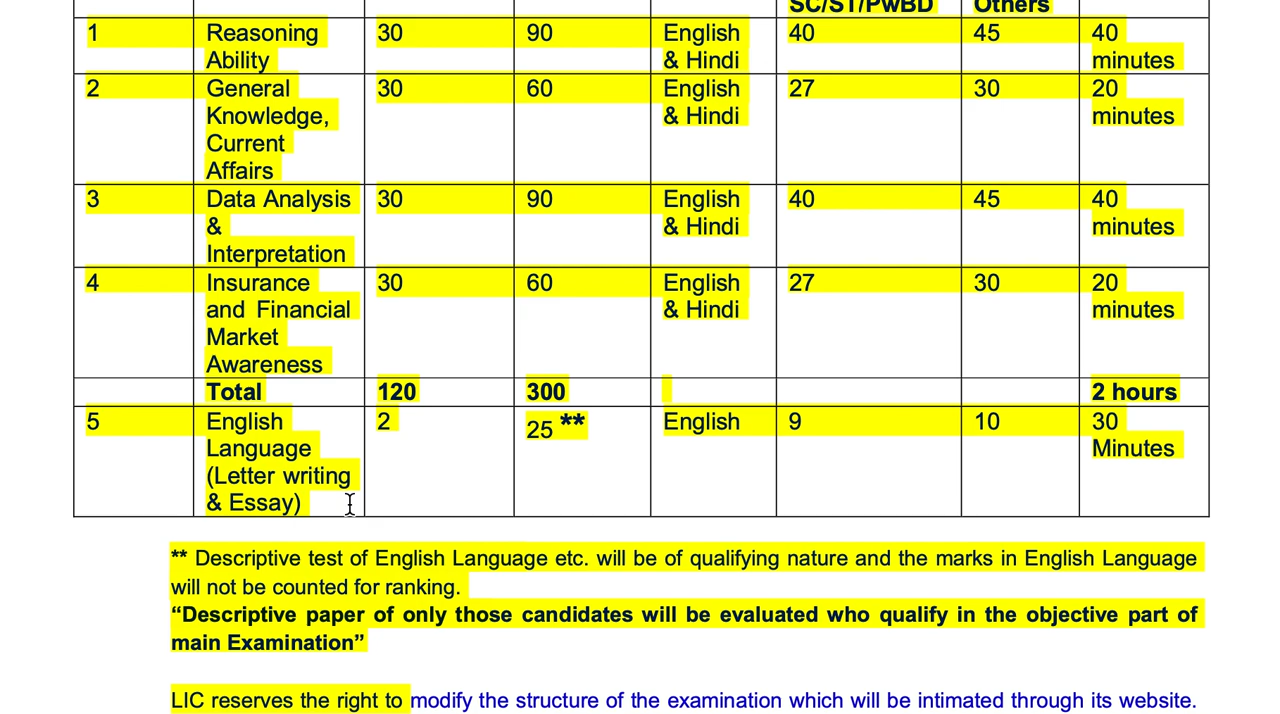 SC/ST/PwBD Others
1 Reasoning Ability 30 90 English & Hindi 40 45 40 minutes
2 General Knowledge, Current Affairs 30 60 English & Hindi 27 30 20 minutes
3 Data Analysis & Interpretation 30 90 English & Hindi 40 45 40 minutes
4 Insurance and Financial Market Awareness 30 60 English & Hindi 27 30 20 minutes
Total 120 300 2 hours
5 English Language (Letter writing & Essay) 2 25 ** English 9 10 30 Minutes
** Descriptive test of English Language etc. will be of qualifying nature and the marks in English Language
will not be counted for ranking.
“Descriptive paper of only those candidates will be evaluated who qualify in the objective part of
main Examination”
LIC reserves the right to modify the structure of the examination which will be intimated through its website.